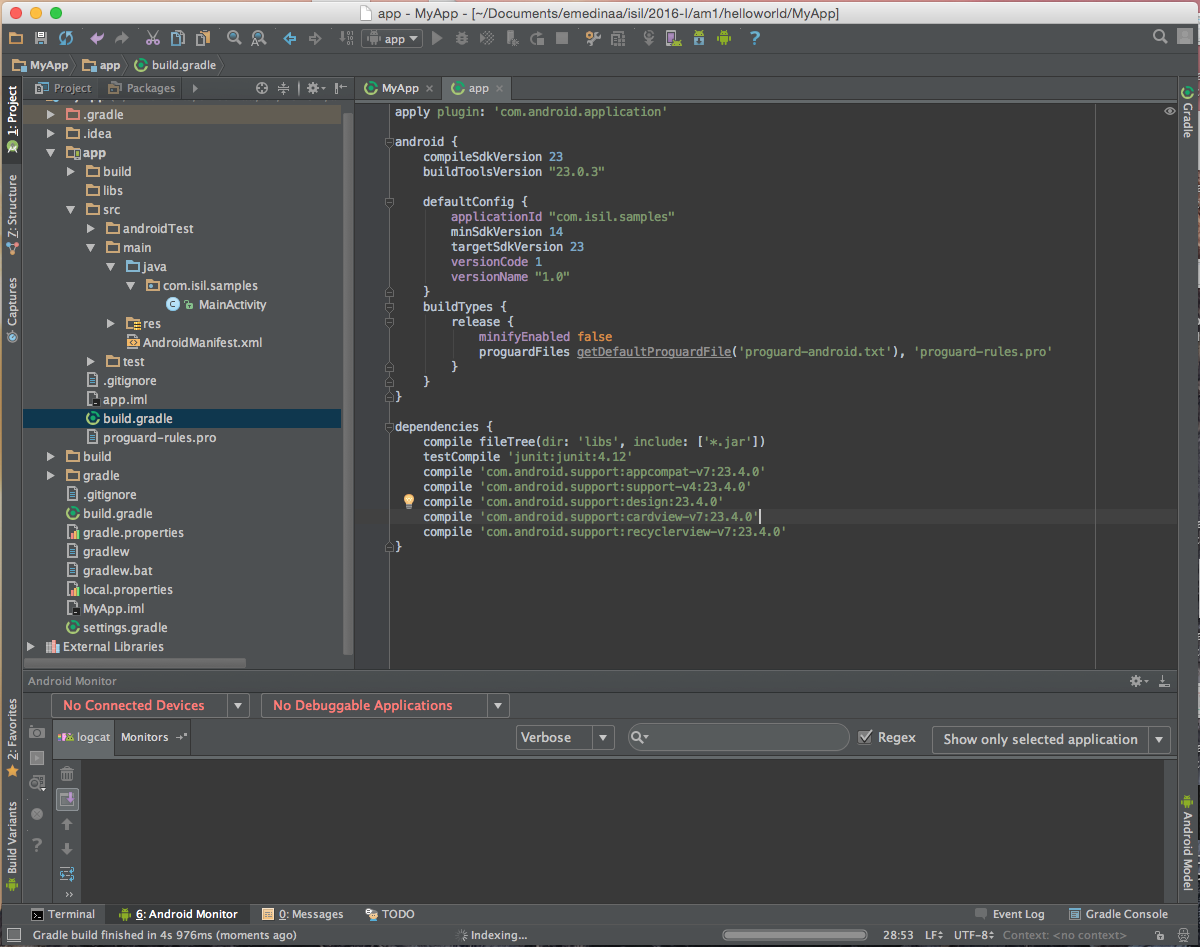 app - MyApp - [~/Documents/emedinaa/isil/2016-I/am1/helloworld/MyApp]
app
MyApp app build.gradle
Project Packages
MyApp app
1: Project
Z: Structure
Captures
2: Favorites
Build Variants
.gradle
.idea
app
build
libs
src
androidTest
main
java
com.isil.samples
MainActivity
res
AndroidManifest.xml
test
.gitignore
app.iml
build.gradle
proguard-rules.pro
build
gradle
.gitignore
build.gradle
gradle.properties
gradlew
gradlew.bat
local.properties
MyApp.iml
settings.gradle
External Libraries
apply plugin: 'com.android.application'
android {
compileSdkVersion 23
buildToolsVersion "23.0.3"
defaultConfig {
applicationId "com.isil.samples"
minSdkVersion 14
targetSdkVersion 23
versionCode 1
versionName "1.0"
}
buildTypes {
release {
minifyEnabled false
proguardFiles getDefaultProguardFile('proguard-android.txt'), 'proguard-rules.pro'
}
}
}
dependencies {
compile fileTree(dir: 'libs', include: ['*.jar'])
testCompile 'junit:junit:4.12'
compile 'com.android.support:appcompat-v7:23.4.0'
compile 'com.android.support:support-v4:23.4.0'
compile 'com.android.support:design:23.4.0'
compile 'com.android.support:cardview-v7:23.4.0'
compile 'com.android.support:recyclerview-v7:23.4.0'
}
Gradle
Android Model
Android Monitor
No Connected Devices No Debuggable Applications
logcat Monitors Verbose Regex Show only selected application
Terminal 6: Android Monitor 0: Messages TODO Event Log Gradle Console
Gradle build finished in 4s 976ms (moments ago) Indexing... 28:53 LF UTF-8 Context: <no context>